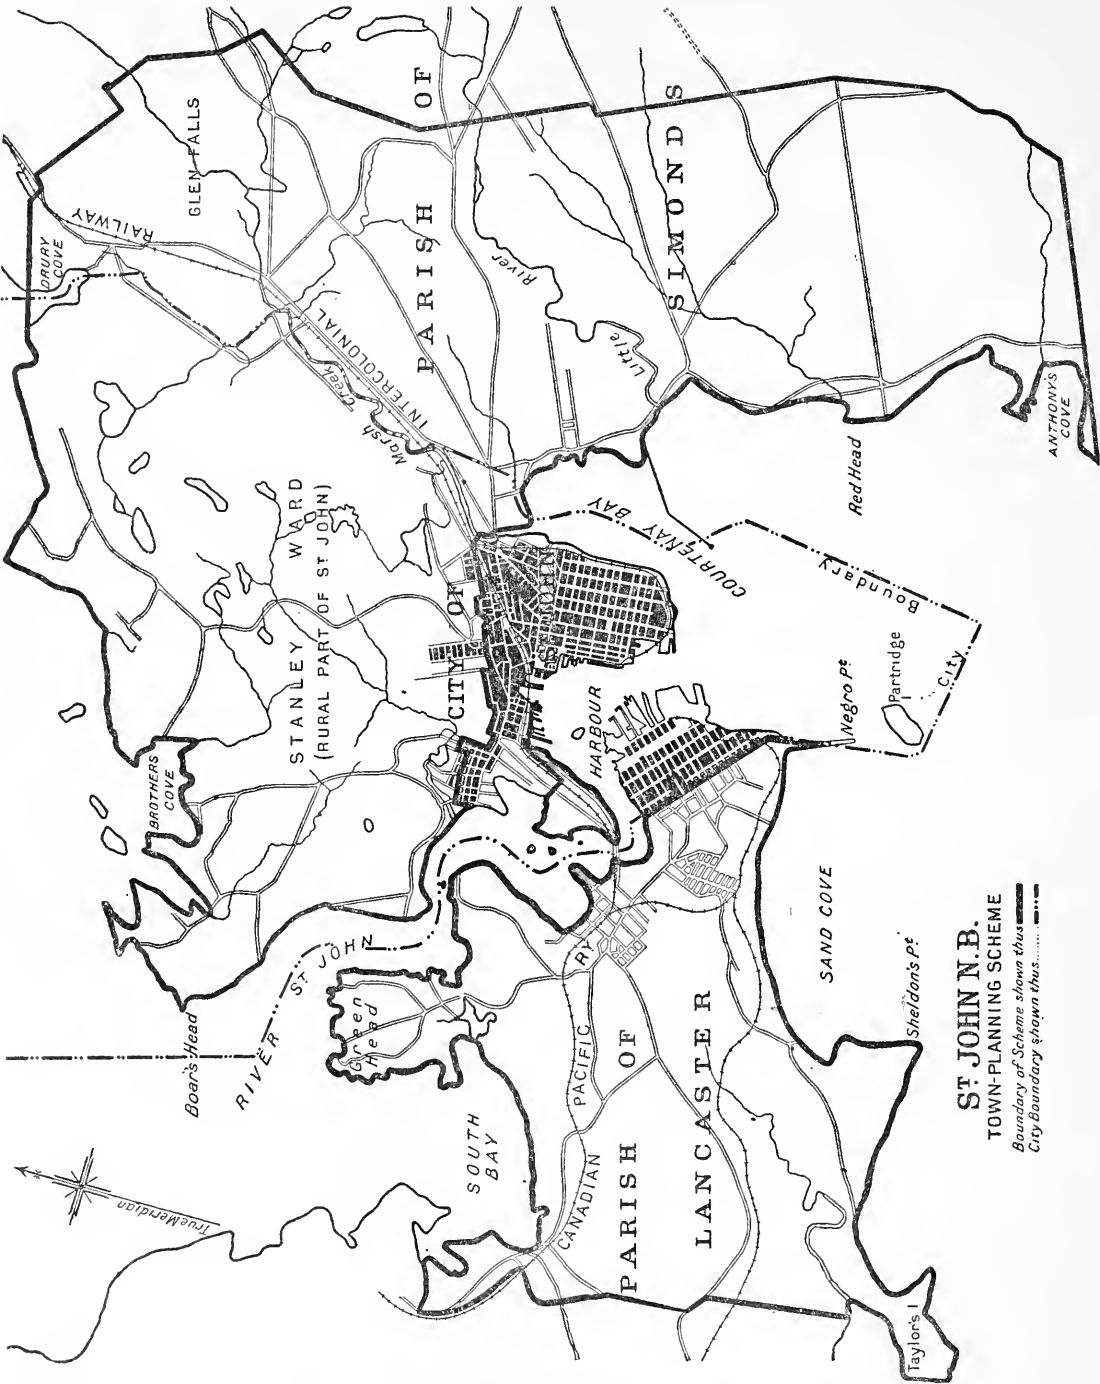 GLEN FALLS
RAILWAY
DRURY
COVE
PARISH OF
SIMONDS
River
Little
INTERCOLONIAL
Marsh Creek
STANLEY WARD
(RURAL PART OF ST JOHN)
CITY OF
ST JOHN
COURTENAY BAY
Red Head
ANTHONY'S
COVE
Boundary
City
Partridge
I
Negro Pt.
HARBOUR
BROTHERS
COVE
Boar's Head
RIVER ST. JOHN
Green
Head
SOUTH
BAY
CANADIAN PACIFIC RY
PARISH OF
LANCASTER
SAND COVE
Sheldon's Pt.
Taylor's I
True Meridian
ST. JOHN N.B.
TOWN-PLANNING SCHEME
Boundary of Scheme shown thus
City Boundary shown thus......